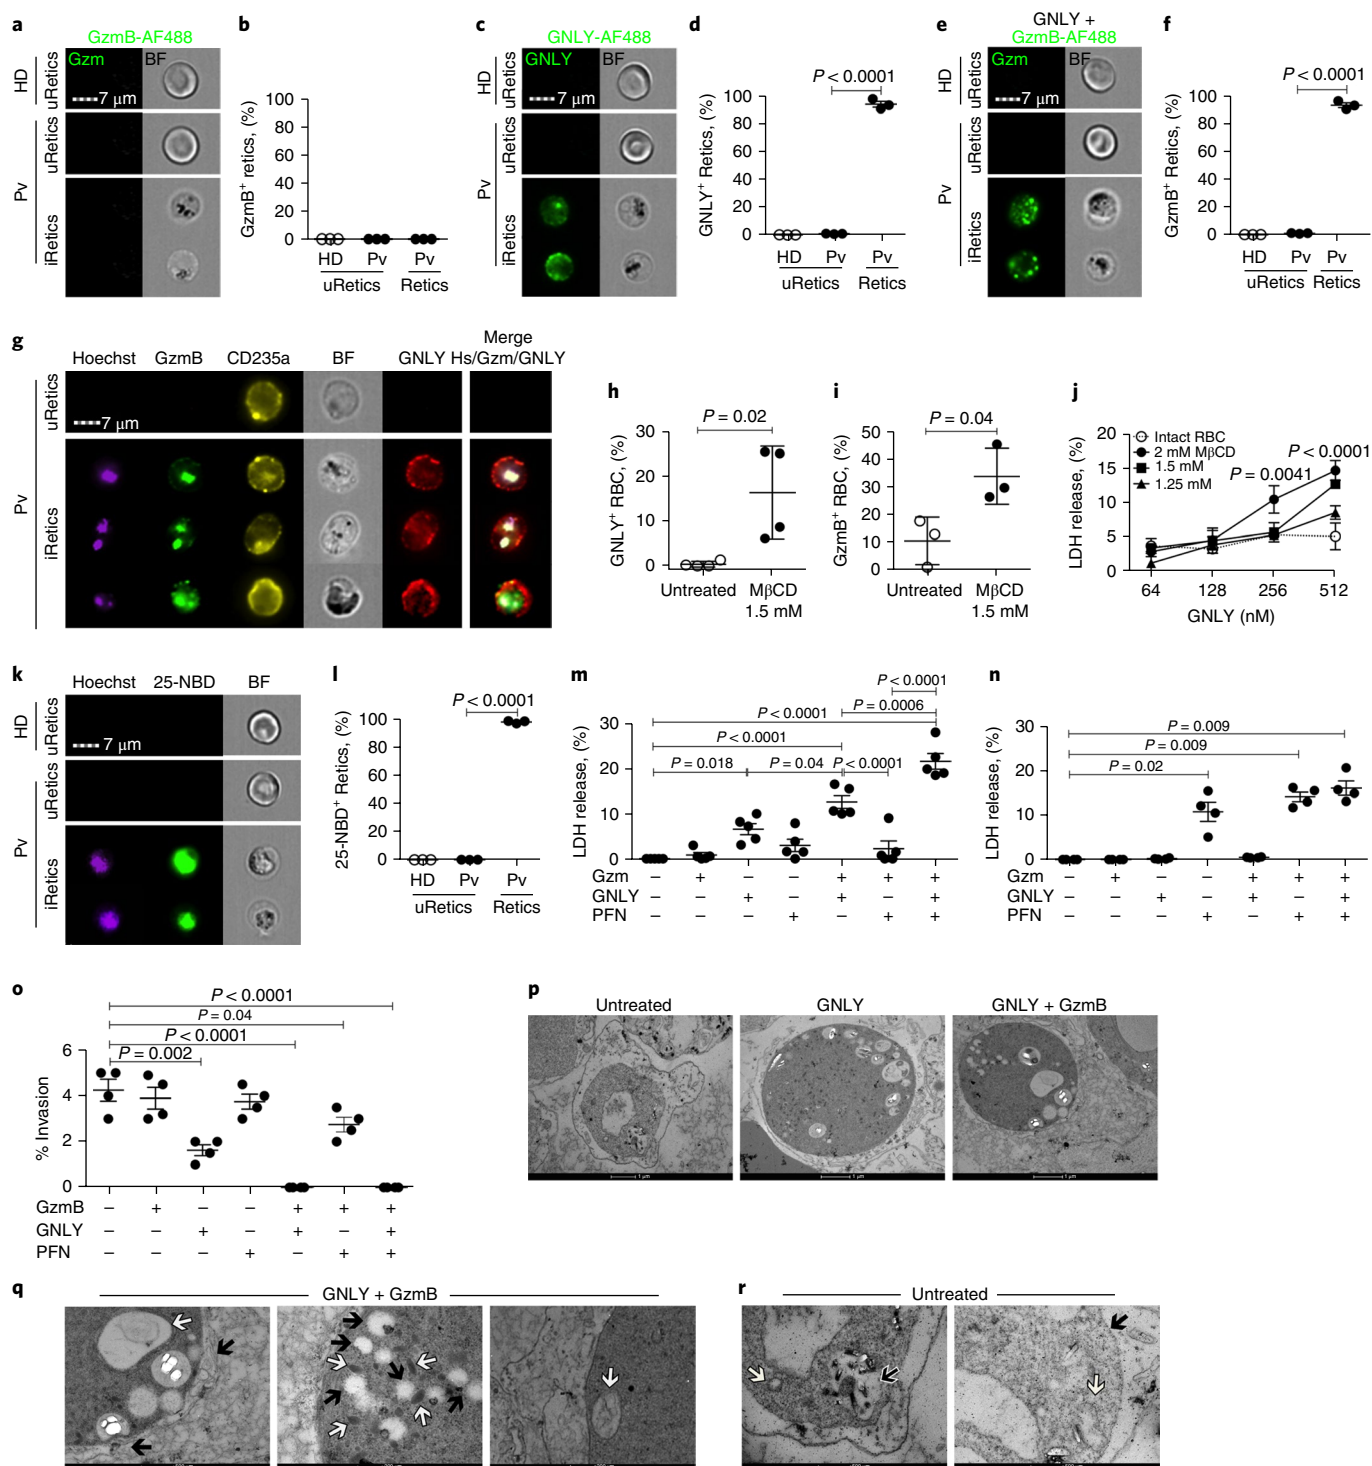 a
GzmB-AF488
Gzm
BF
7 μm
HD
uRetics
Pv
uRetics
iRetics
b
GzmB+ retics, (%)
100
80
60
40
20
0
HD Pv Pv
uRetics Retics
c
GNLY-AF488
GNLY
BF
7 μm
HD
uRetics
Pv
uRetics
iRetics
d
P < 0.0001
GNLY+ Retics, (%)
100
80
60
40
20
0
HD Pv Pv
uRetics Retics
e
GNLY +
GzmB-AF488
Gzm
BF
7 μm
HD
uRetics
Pv
uRetics
iRetics
f
P < 0.0001
GzmB+ Retics, (%)
100
80
60
40
20
0
HD Pv Pv
uRetics Retics
g
Merge
Hoechst GzmB CD235a BF GNLY Hs/Gzm/GNLY
7 μm
uRetics
Pv
iRetics
h
P = 0.02
GNLY+ RBC, (%)
30
20
10
0
Untreated MβCD
1.5 mM
i
P = 0.04
GzmB+ RBC, (%)
50
40
30
20
10
0
Untreated MβCD
1.5 mM
j
LDH release, (%)
20
15
10
5
0
Intact RBC
2 mM MβCD
1.5 mM
1.25 mM
P < 0.0001
P = 0.0041
64 128 256 512
GNLY (nM)
k
Hoechst 25-NBD BF
7 μm
HD
uRetics
Pv
uRetics
iRetics
l
P < 0.0001
25-NBD+ Retics, (%)
100
80
60
40
20
0
HD Pv Pv
uRetics Retics
m
P < 0.0001
P < 0.0001 P = 0.0006
P < 0.0001
P = 0.018 P = 0.04 P < 0.0001
LDH release, (%)
30
20
10
0
Gzm – + – – + + +
GNLY – – + – + – +
PFN – – – + – + +
n
P = 0.009
P = 0.009
P = 0.02
LDH release, (%)
30
20
10
0
Gzm – + – – + + +
GNLY – – + – + – +
PFN – – – + – + +
o
P < 0.0001
P = 0.04
P < 0.0001
P = 0.002
% Invasion
6
4
2
0
GzmB – + – – + + +
GNLY – – + – + – +
PFN – – – + – + +
p
Untreated GNLY GNLY + GzmB
1 μm
1 μm
1 μm
q
GNLY + GzmB
r
Untreated